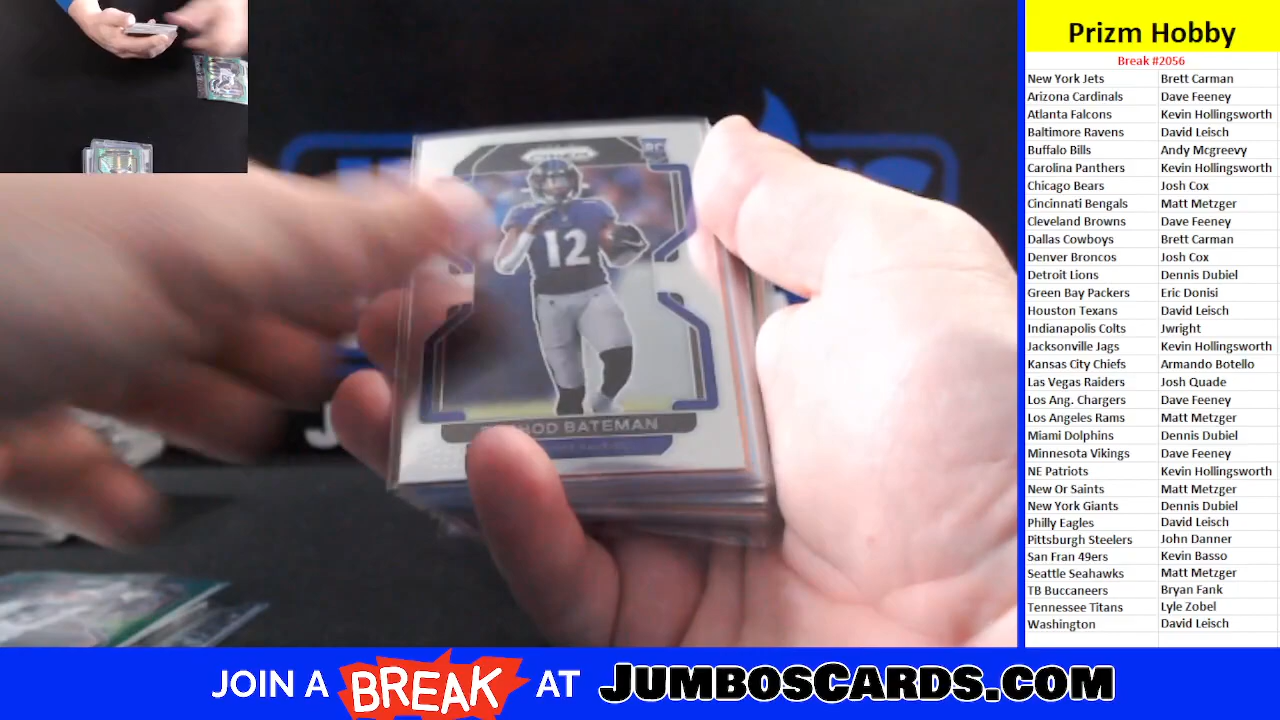 Prizm Hobby
Break #2056
New York Jets Brett Carman
Arizona Cardinals Dave Feeney
Atlanta Falcons Kevin Hollingsworth
Baltimore Ravens David Leisch
Buffalo Bills Andy Mcgreevy
Carolina Panthers Kevin Hollingsworth
Chicago Bears Josh Cox
Cincinnati Bengals Matt Metzger
Cleveland Browns Dave Feeney
Dallas Cowboys Brett Carman
Denver Broncos Josh Cox
Detroit Lions Dennis Dubiel
Green Bay Packers Eric Donisi
Houston Texans David Leisch
Indianapolis Colts Jwright
Jacksonville Jags Kevin Hollingsworth
Kansas City Chiefs Armando Botello
Las Vegas Raiders Josh Quade
Los Ang. Chargers Dave Feeney
Los Angeles Rams Matt Metzger
Miami Dolphins Dennis Dubiel
Minnesota Vikings Dave Feeney
NE Patriots Kevin Hollingsworth
New Or Saints Matt Metzger
New York Giants Dennis Dubiel
Philly Eagles David Leisch
Pittsburgh Steelers John Danner
San Fran 49ers Kevin Basso
Seattle Seahawks Matt Metzger
TB Buccaneers Bryan Fank
Tennessee Titans Lyle Zobel
Washington David Leisch
RC
12
BATEMAN
JOIN A BREAK AT JUMBOSCARDS.COM